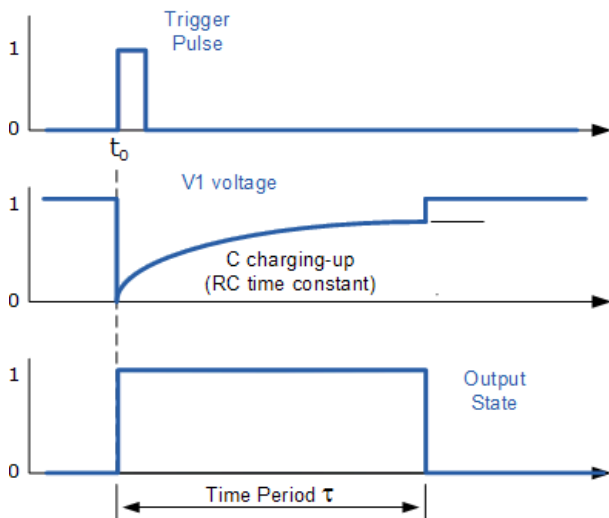 Trigger
Pulse
1
0
t₀
V1 voltage
1
C charging-up
(RC time constant)
0
1
Output
State
0
Time Period τ